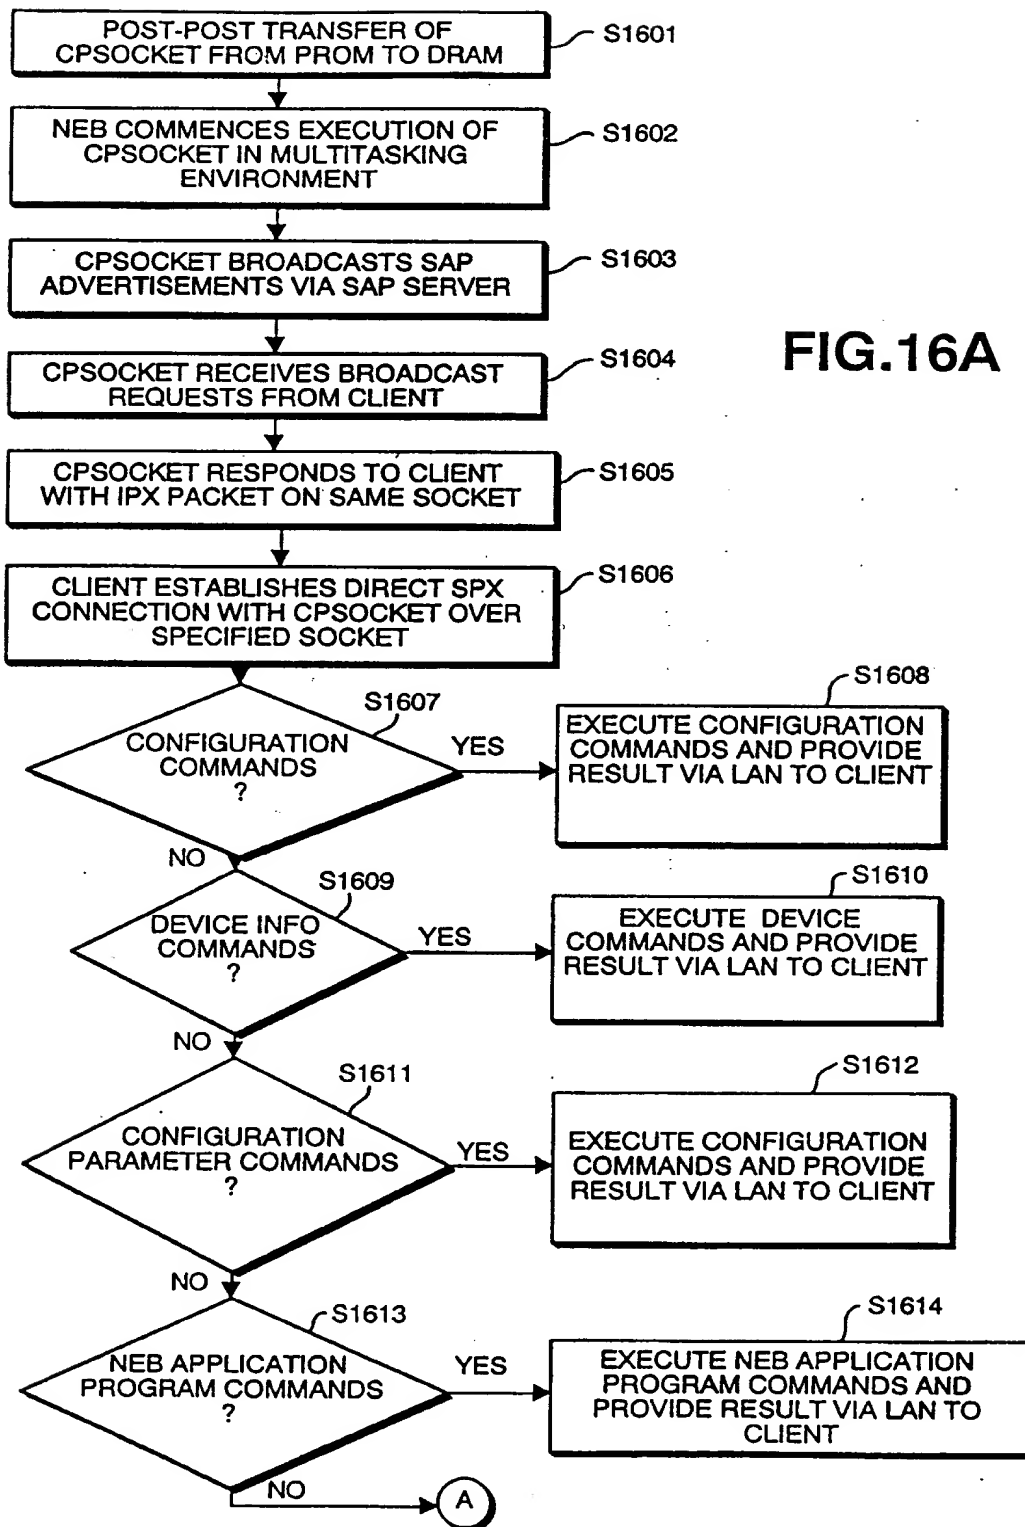 POST-POST TRANSFER OF
CPSOCKET FROM PROM TO DRAM
S1601
NEB COMMENCES EXECUTION OF
CPSOCKET IN MULTITASKING
ENVIRONMENT
S1602
CPSOCKET BROADCASTS SAP
ADVERTISEMENTS VIA SAP SERVER
S1603
FIG.16A
CPSOCKET RECEIVES BROADCAST
REQUESTS FROM CLIENT
S1604
CPSOCKET RESPONDS TO CLIENT
WITH IPX PACKET ON SAME SOCKET
S1605
CLIENT ESTABLISHES DIRECT SPX
CONNECTION WITH CPSOCKET OVER
SPECIFIED SOCKET
S1606
S1607
CONFIGURATION
COMMANDS
?
YES
NO
S1608
EXECUTE CONFIGURATION
COMMANDS AND PROVIDE
RESULT VIA LAN TO CLIENT
S1609
DEVICE INFO
COMMANDS
?
YES
NO
S1610
EXECUTE DEVICE
COMMANDS AND PROVIDE
RESULT VIA LAN TO CLIENT
S1611
CONFIGURATION
PARAMETER COMMANDS
?
YES
NO
S1612
EXECUTE CONFIGURATION
COMMANDS AND PROVIDE
RESULT VIA LAN TO CLIENT
S1613
NEB APPLICATION
PROGRAM COMMANDS
?
YES
NO
S1614
EXECUTE NEB APPLICATION
PROGRAM COMMANDS AND
PROVIDE RESULT VIA LAN TO
CLIENT
A